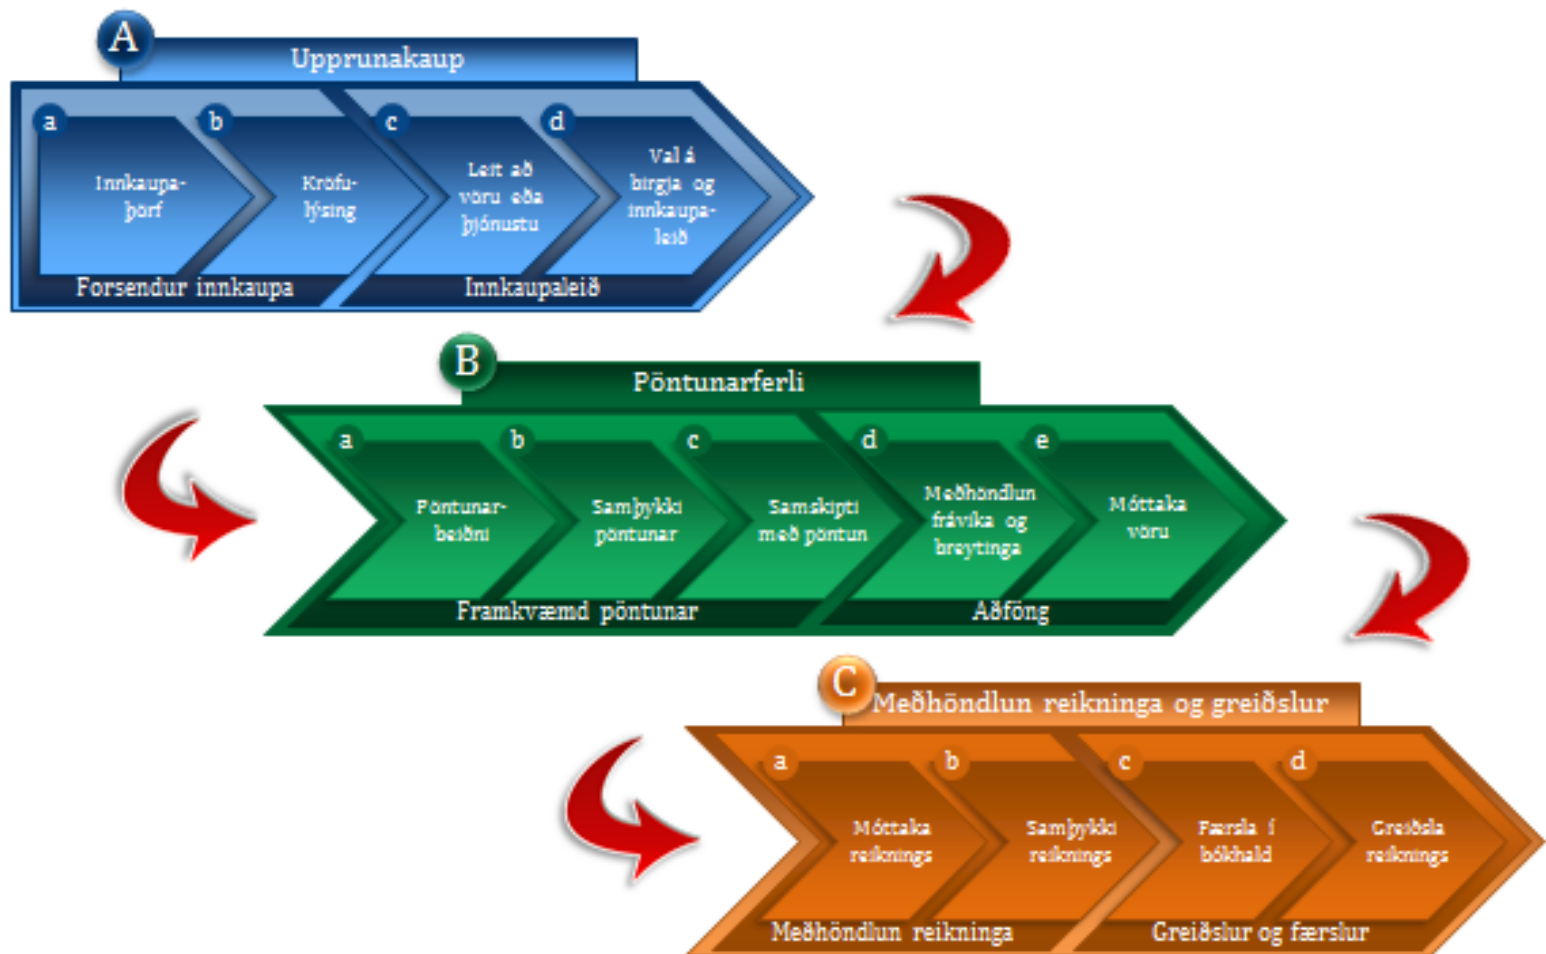 A
Upprunakaup
a
Innkaupa-
þörf
b
Kröfu-
lýsing
c
Leit að
vöru eða
þjónustu
d
Val á
birgja og
innkaupa-
leið
Forsendur innkaupa
Innkaupaleið
B
Pöntunarferli
a
Pöntunar-
beiðni
b
Samþykki
pöntunar
c
Samskipti
með pöntun
d
Meðhöndlun
frávika og
breytinga
e
Móttaka
vöru
Framkvæmd pöntunar
Aðföng
C
Meðhöndlun reikninga og greiðslur
a
Móttaka
reiknings
b
Samþykki
reiknings
c
Færsla í
bókhald
d
Greiðsla
reiknings
Meðhöndlun reikninga
Greiðslur og færslur